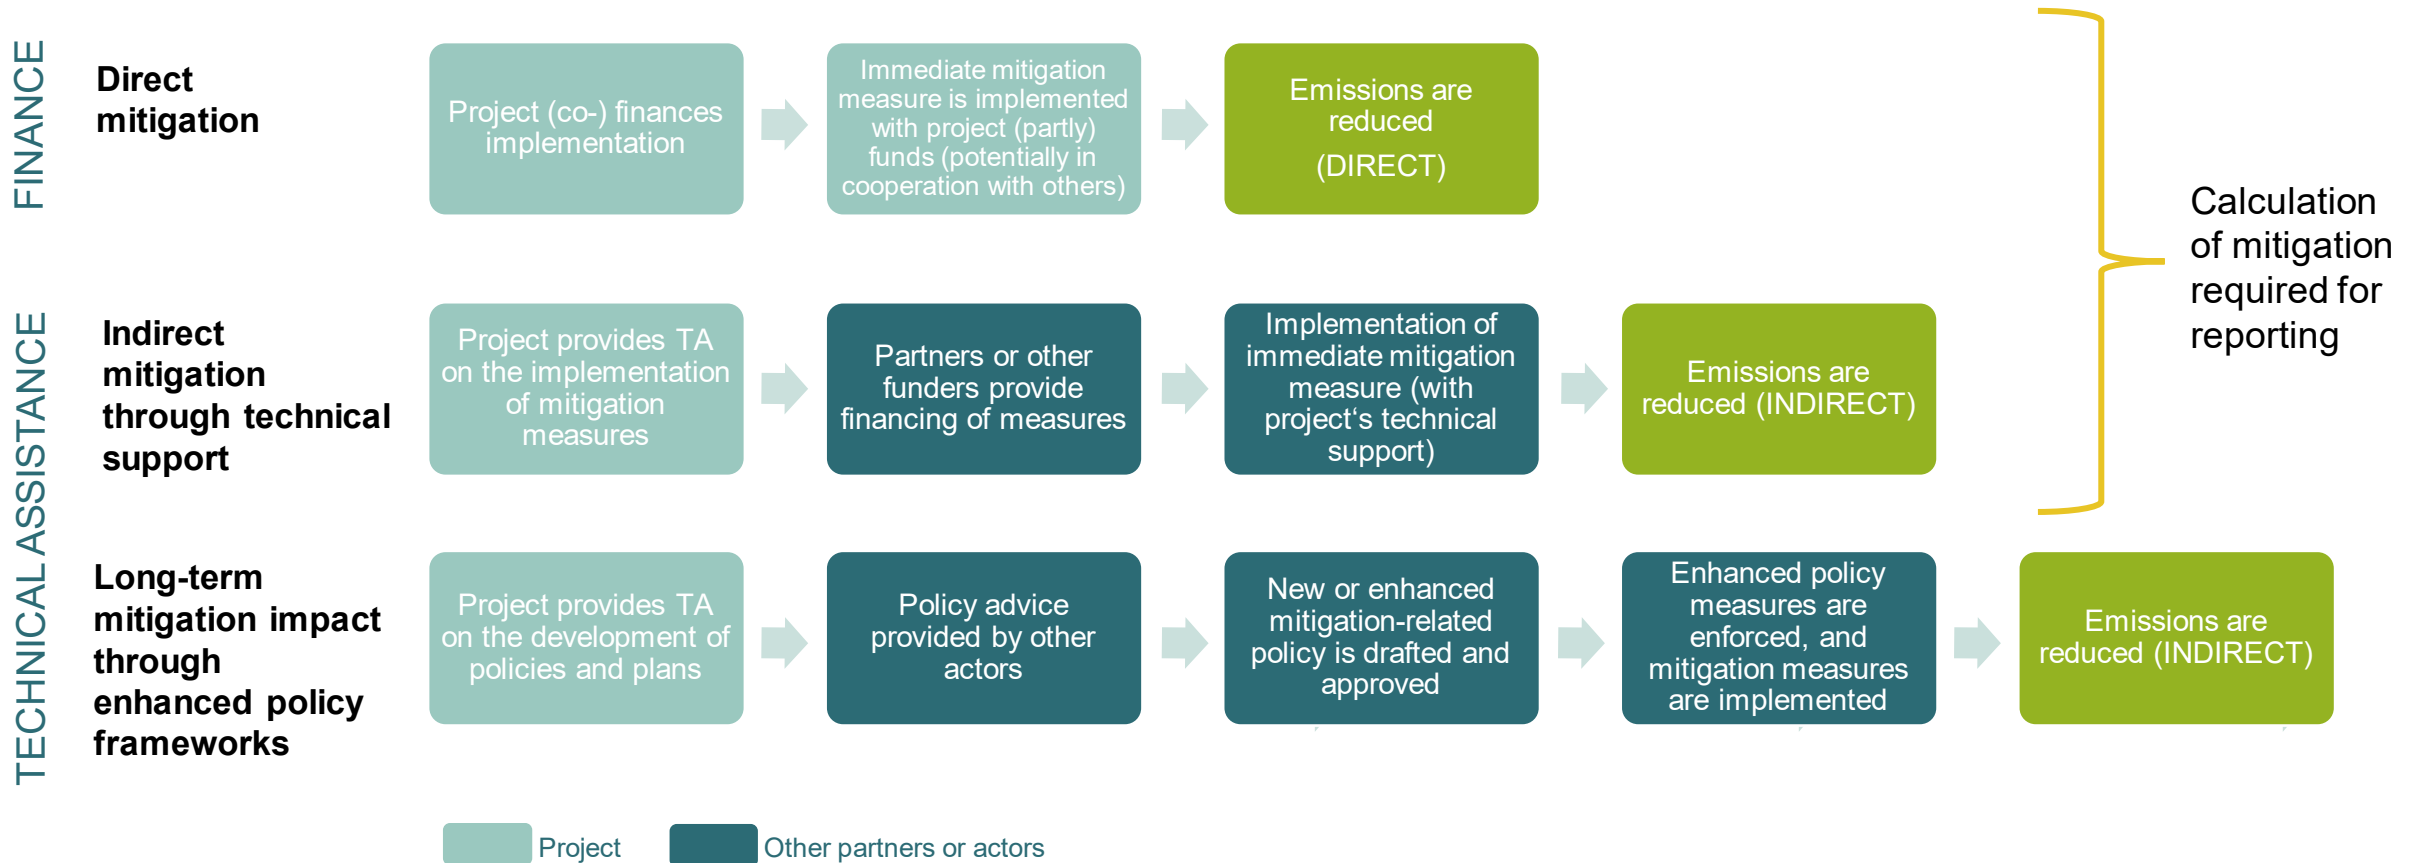 FINANCE
Direct
mitigation
Project (co-) finances
implementation
Immediate mitigation
measure is implemented
with project (partly)
funds (potentially in
cooperation with others)
Emissions are
reduced
(DIRECT)
Calculation
of mitigation
required for
reporting
TECHNICAL ASSISTANCE
Indirect
mitigation
through technical
support
Project provides TA
on the implementation
of mitigation
measures
Partners or other
funders provide
financing of measures
Implementation of
immediate mitigation
measure (with
project‘s technical
support)
Emissions are
reduced (INDIRECT)
Long-term
mitigation impact
through
enhanced policy
frameworks
Project provides TA
on the development of
policies and plans
Policy advice
provided by other
actors
New or enhanced
mitigation-related
policy is drafted and
approved
Enhanced policy
measures are
enforced, and
mitigation measures
are implemented
Emissions are
reduced (INDIRECT)
Project
Other partners or actors